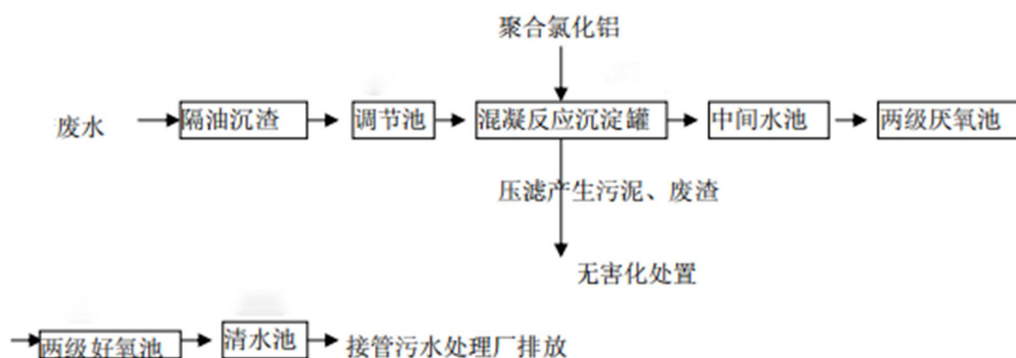 聚合氯化铝
废水
隔油沉渣
调节池
混凝反应沉淀罐
中间水池
两级厌氧池
压滤产生污泥、废渣
无害化处置
两级好氧池
清水池
接管污水处理厂排放